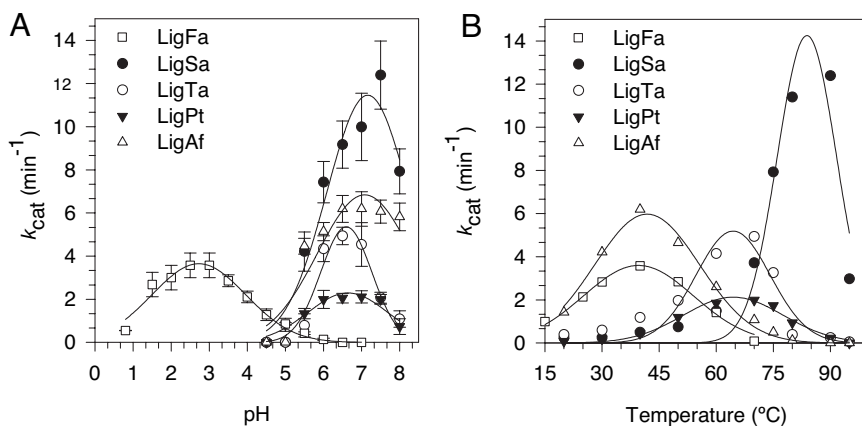 A
LigFa
LigSa
LigTa
LigPt
LigAf
14
12
10
8
6
4
2
0
kcat (min-1)
0 1 2 3 4 5 6 7 8
pH
B
LigFa
LigSa
LigTa
LigPt
LigAf
14
12
10
8
6
4
2
0
kcat (min-1)
15 30 45 60 75 90
Temperature (ºC)